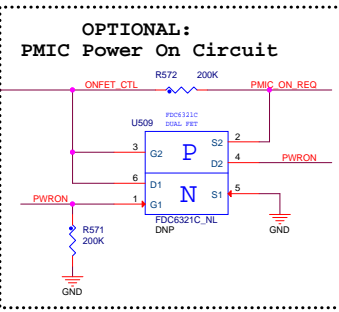 OPTIONAL:
PMIC Power On Circuit
R572 200K
ONFET_CTL PMIC_ON_REQ
U509 FDC6321C
DUAL FET
3 G2 P S2 2
D2 4 PWRON
6 D1
PWRON 1 G1 N S1 5
R571
200K
FDC6321C_NL
DNP
GND
GND